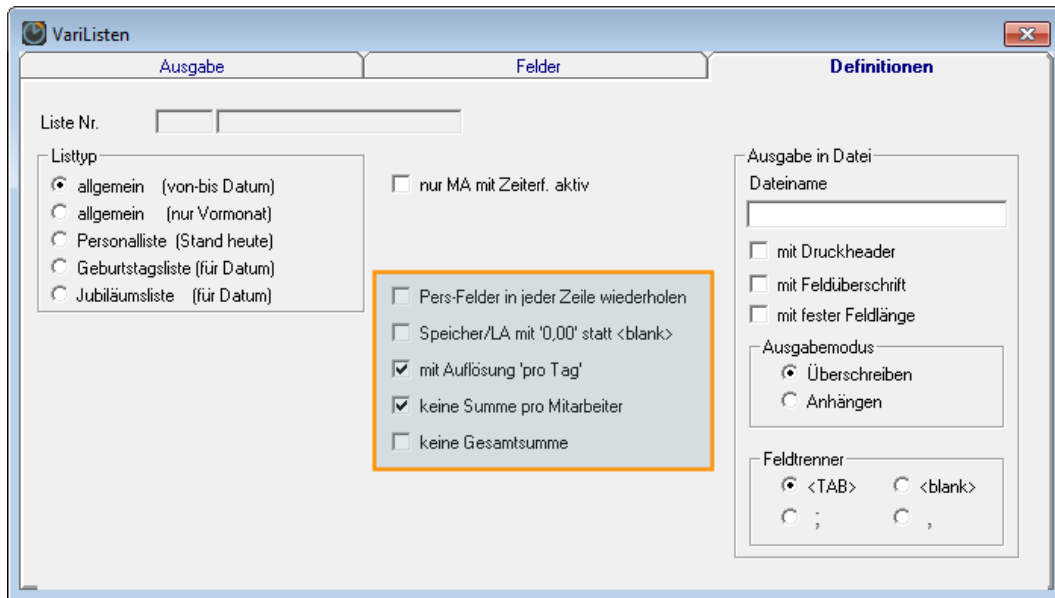 VariListen
Ausgabe
Felder
Definitionen
Liste Nr.
Listtyp
allgemein (von-bis Datum)
allgemein (nur Vormonat)
Personalliste (Stand heute)
Geburtstagsliste (für Datum)
Jubiläumsliste (für Datum)
nur MA mit Zeiterf. aktiv
Pers-Felder in jeder Zeile wiederholen
Speicher/LA mit '0,00' statt <blank>
mit Auflösung 'pro Tag'
keine Summe pro Mitarbeiter
keine Gesamtsumme
Ausgabe in Datei
Dateiname
mit Druckheader
mit Feldüberschrift
mit fester Feldlänge
Ausgabemodus
Überschreiben
Anhängen
Feldtrenner
<TAB> <blank>
; ,